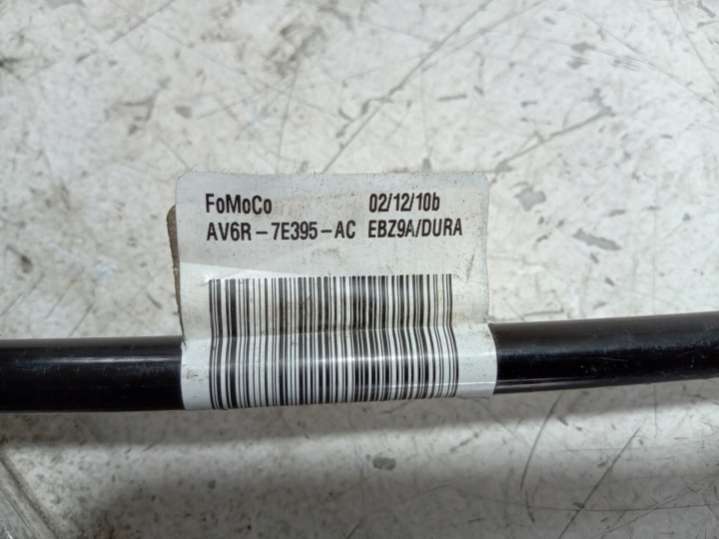 FoMoCo 02/12/10b
AV6R-7E395-AC EBZ9A/DURA